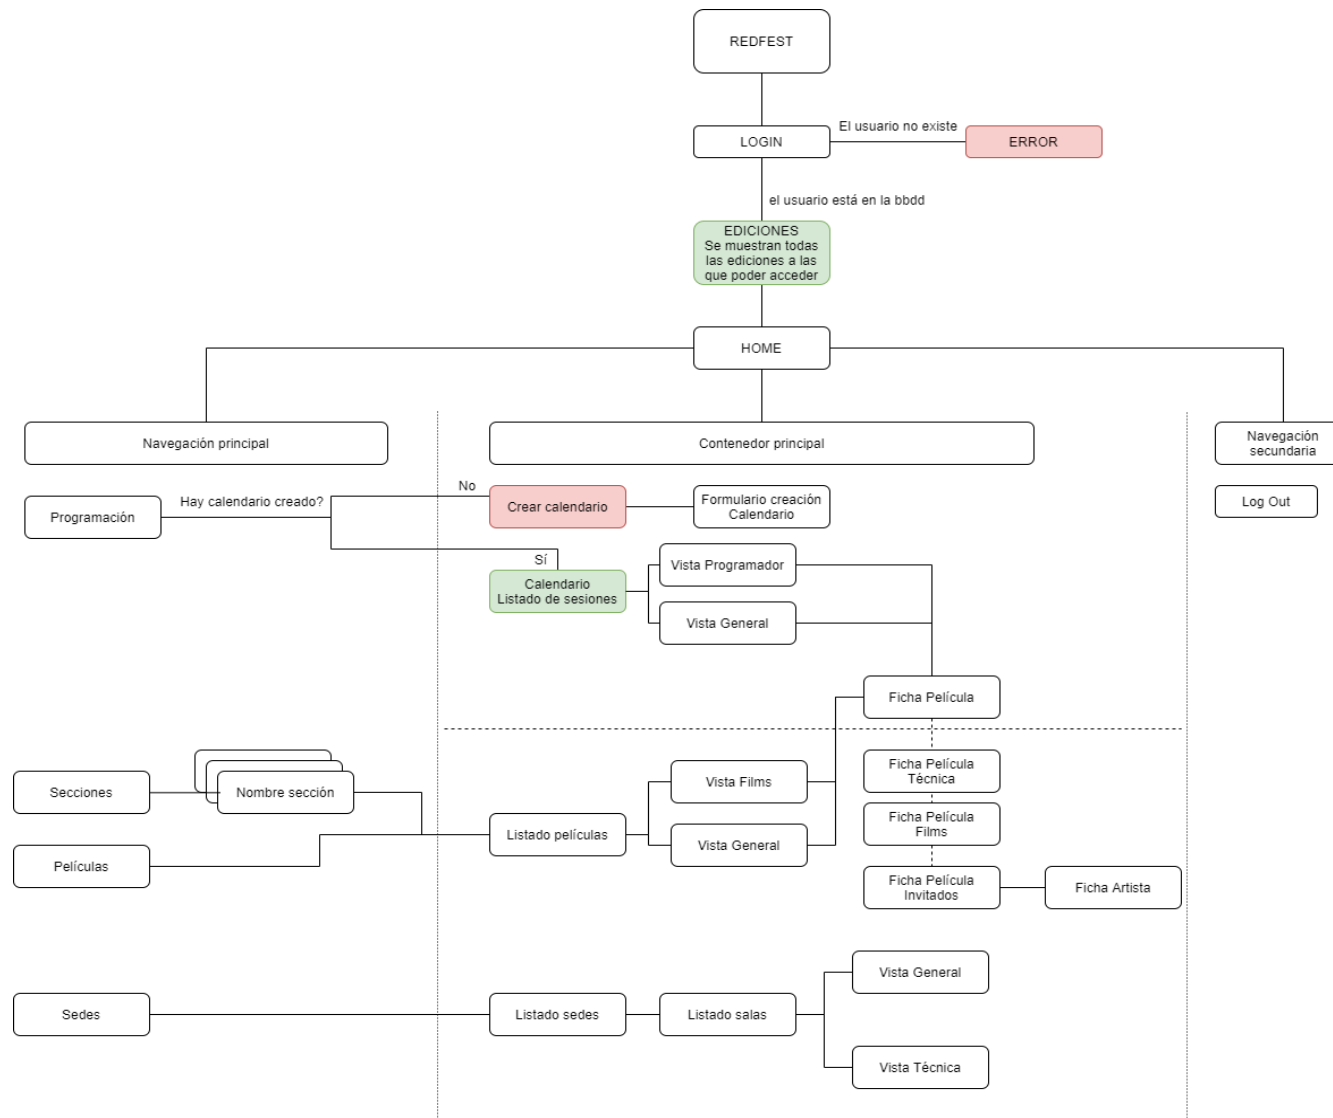 REDFEST
El usuario no existe
LOGIN
ERROR
el usuario está en la bbdd
EDICIONES
Se muestran todas
las ediciones a las
que poder acceder
HOME
Navegación principal
Contenedor principal
Navegación
secundaria
Programación
Hay calendario creado?
No
Crear calendario
Formulario creación
Calendario
Log Out
Sí
Calendario
Listado de sesiones
Vista Programador
Vista General
Ficha Película
Secciones
Nombre sección
Vista Films
Ficha Película
Técnica
Películas
Listado películas
Vista General
Ficha Película
Films
Ficha Película
Invitados
Ficha Artista
Sedes
Listado sedes
Listado salas
Vista General
Vista Técnica